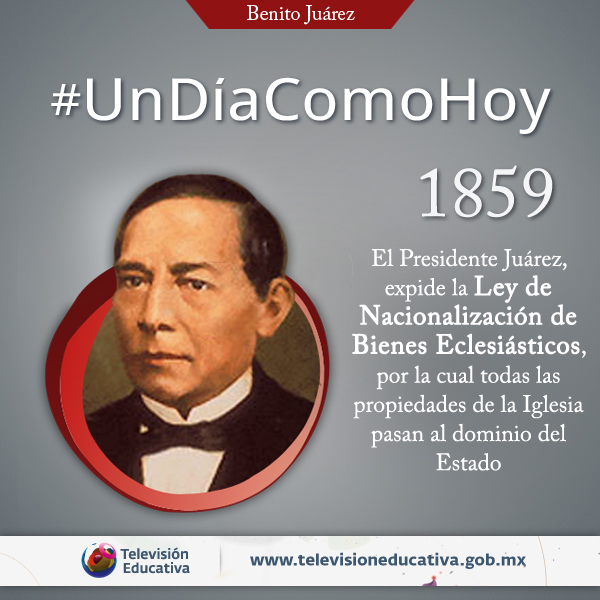 Benito Juárez
#UnDíaComoHoy
1859
El Presidente Juárez,
expide la Ley de
Nacionalización de
Bienes Eclesiásticos,
por la cual todas las
propiedades de la Iglesia
pasan al dominio del
Estado
Televisión
Educativa
www.televisioneducativa.gob.mx